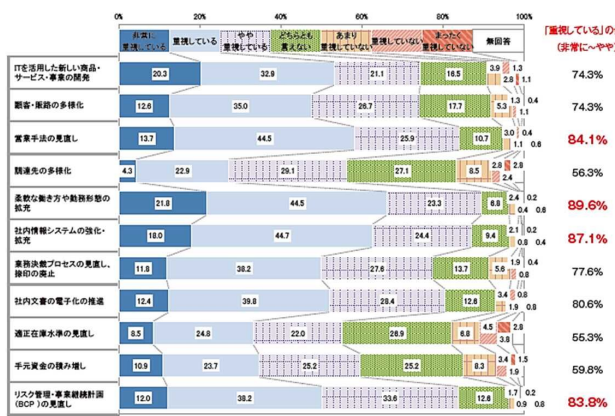 0% 20% 40% 60% 80% 100%
非常に
重視している
重視している
やや
重視している
どちらとも
言えない
あまり
重視していない
重視していない
まったく
重視していない
無回答
「重視している」の
(非常に~やや)
ITを活用した新しい商品・
サービス・事業の開発
20.3 32.9 21.1 16.5 2.8 3.9 1.3 1.1
74.3%
顧客・販路の多様化
12.6 35.0 26.7 17.7 5.3 1.3 1.1 0.4
74.3%
営業手法の見直し
13.7 44.5 25.9 10.7 3.0 1.1 0.4 0.6
84.1%
調達先の多様化
4.3 22.9 29.1 27.1 8.5 2.4 2.8 2.8
56.3%
柔軟な働き方や勤務形態の
拡充
21.8 44.5 23.3 6.8 2.4 0.4 0.2 0.6
89.6%
社内情報システムの強化・
拡充
18.0 44.7 24.4 9.4 2.1 0.8 0.2 0.4
87.1%
業務決裁プロセスの見直し、
捺印の廃止
11.8 38.2 27.6 13.7 5.6 1.9 0.4 0.8
77.6%
社内文書の電子化の推進
12.4 39.8 28.4 12.6 3.4 1.9 0.8 0.8
80.6%
適正在庫水準の見直し
8.5 24.8 22.0 26.9 6.8 4.5 3.8 2.8
55.3%
手元資金の積み増し
10.9 23.7 25.2 25.2 8.3 3.4 1.9 1.5
59.8%
リスク管理・事業継続計画
(BCP)の見直し
12.0 38.2 33.6 12.6 1.7 0.9 0.2 0.8
83.8%